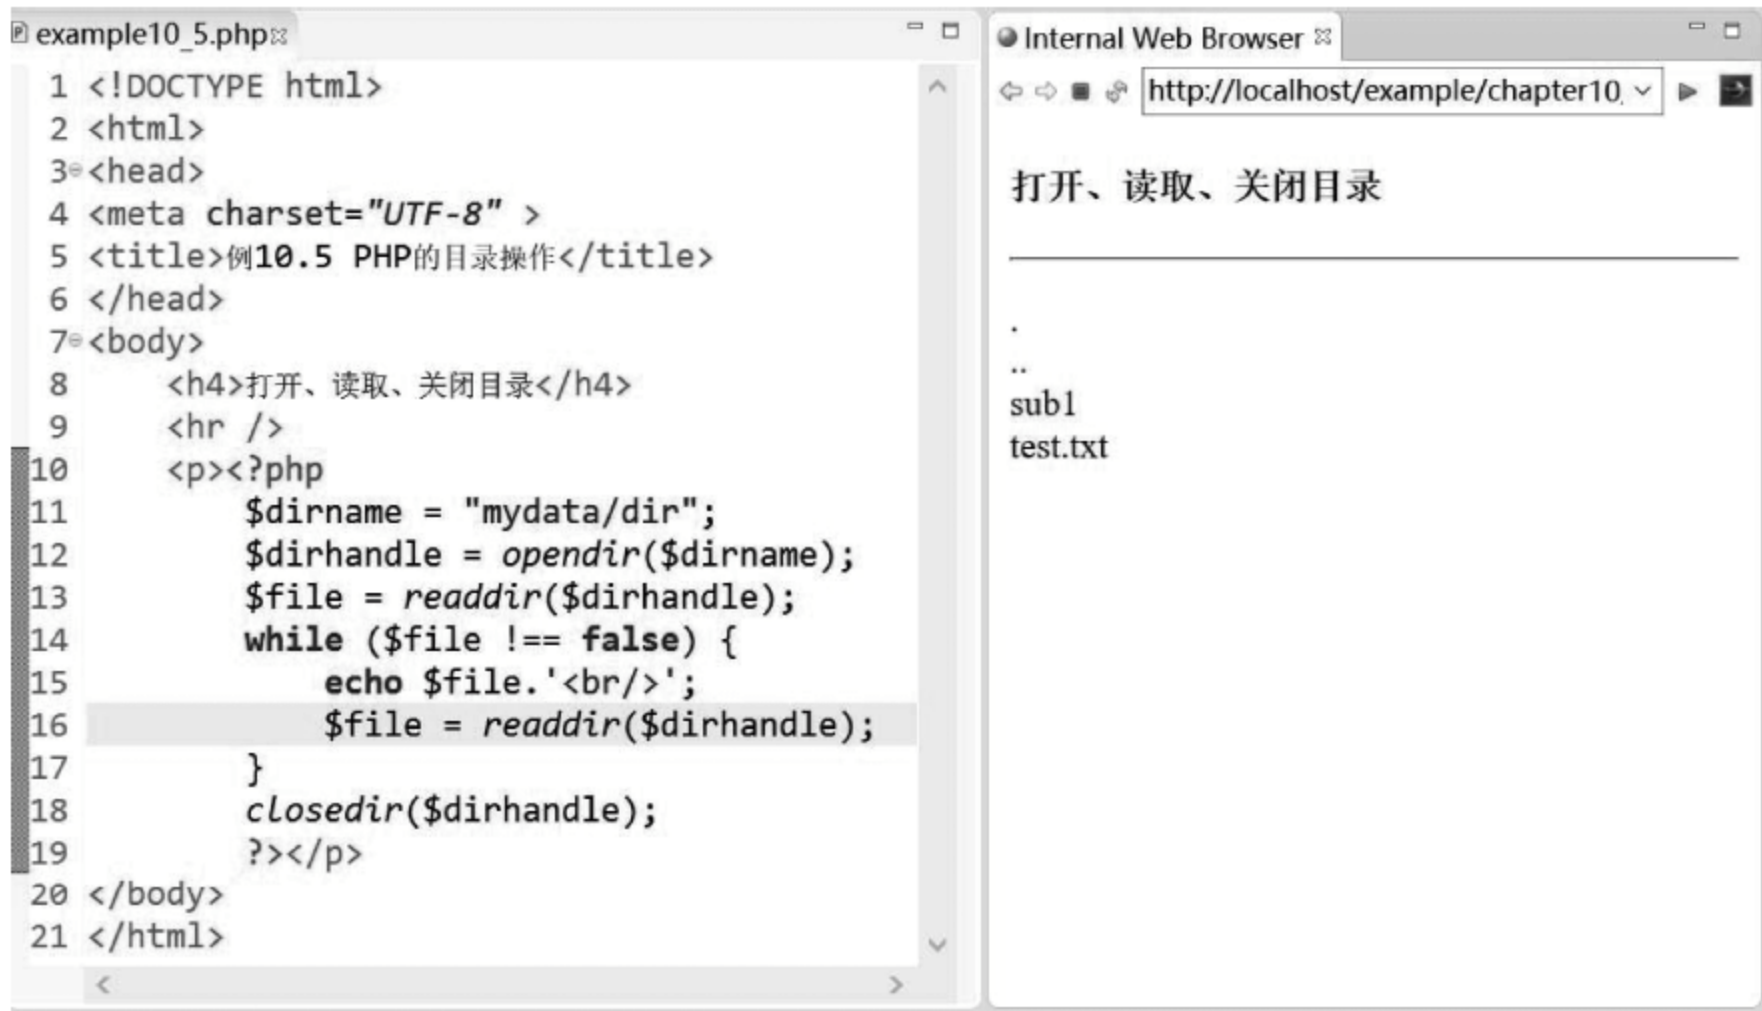 example10_5.php
1 <!DOCTYPE html>
2 <html>
3 <head>
4 <meta charset="UTF-8" >
5 <title>例10.5 PHP的目录操作</title>
6 </head>
7 <body>
8 <h4>打开、读取、关闭目录</h4>
9 <hr />
10 <p><?php
11 $dirname = "mydata/dir";
12 $dirhandle = opendir($dirname);
13 $file = readdir($dirhandle);
14 while ($file !== false) {
15 echo $file.'<br/>';
16 $file = readdir($dirhandle);
17 }
18 closedir($dirhandle);
19 ?></p>
20 </body>
21 </html>
Internal Web Browser
http://localhost/example/chapter10
打开、读取、关闭目录
.
..
sub1
test.txt